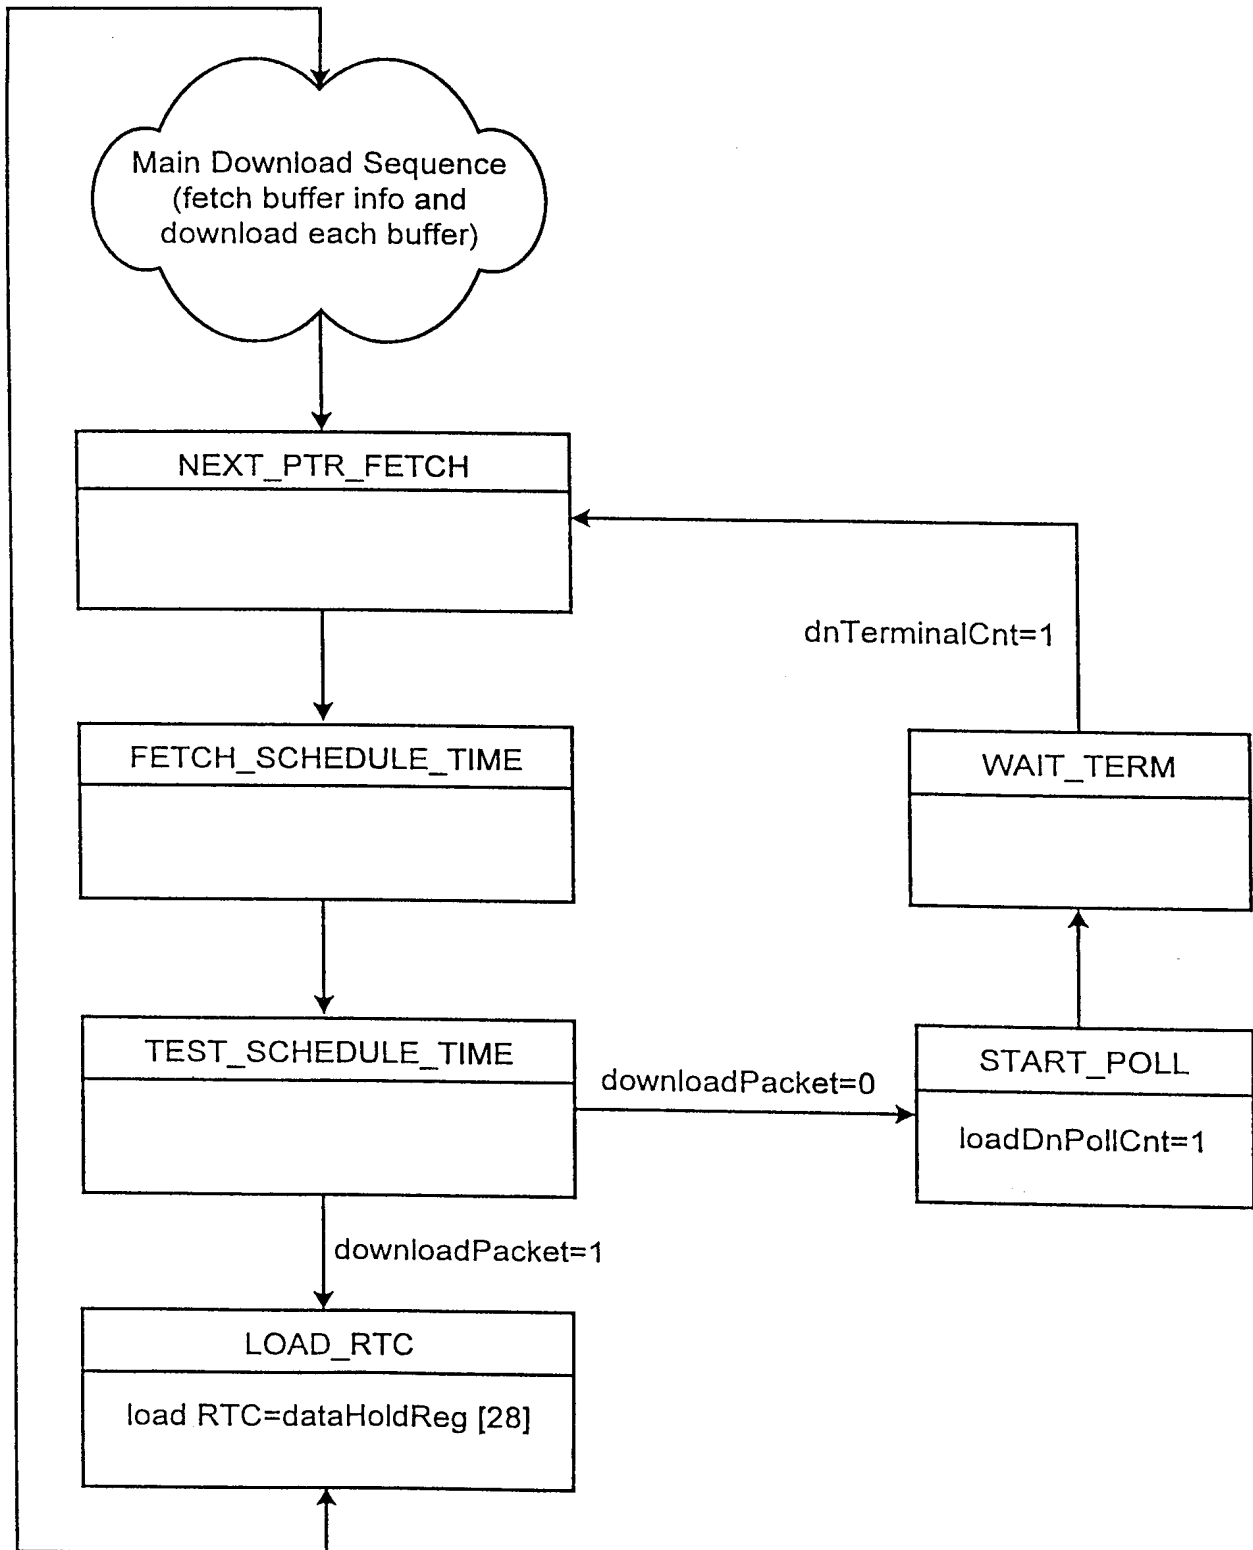 Main Download Sequence
(fetch buffer info and
download each buffer)
NEXT_PTR_FETCH
dnTerminalCnt=1
FETCH_SCHEDULE_TIME
WAIT_TERM
TEST_SCHEDULE_TIME
downloadPacket=0
START_POLL
loadDnPollCnt=1
downloadPacket=1
LOAD_RTC
load RTC=dataHoldReg [28]